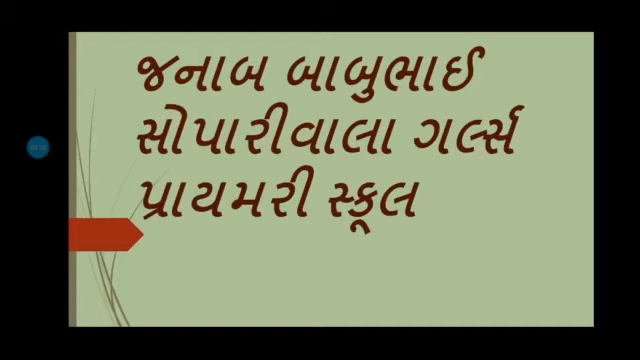 જનાબ બાબુભાઈ
સોપારીવાલા ગર્લ્સ
પ્રાયમરી સ્કૂલ